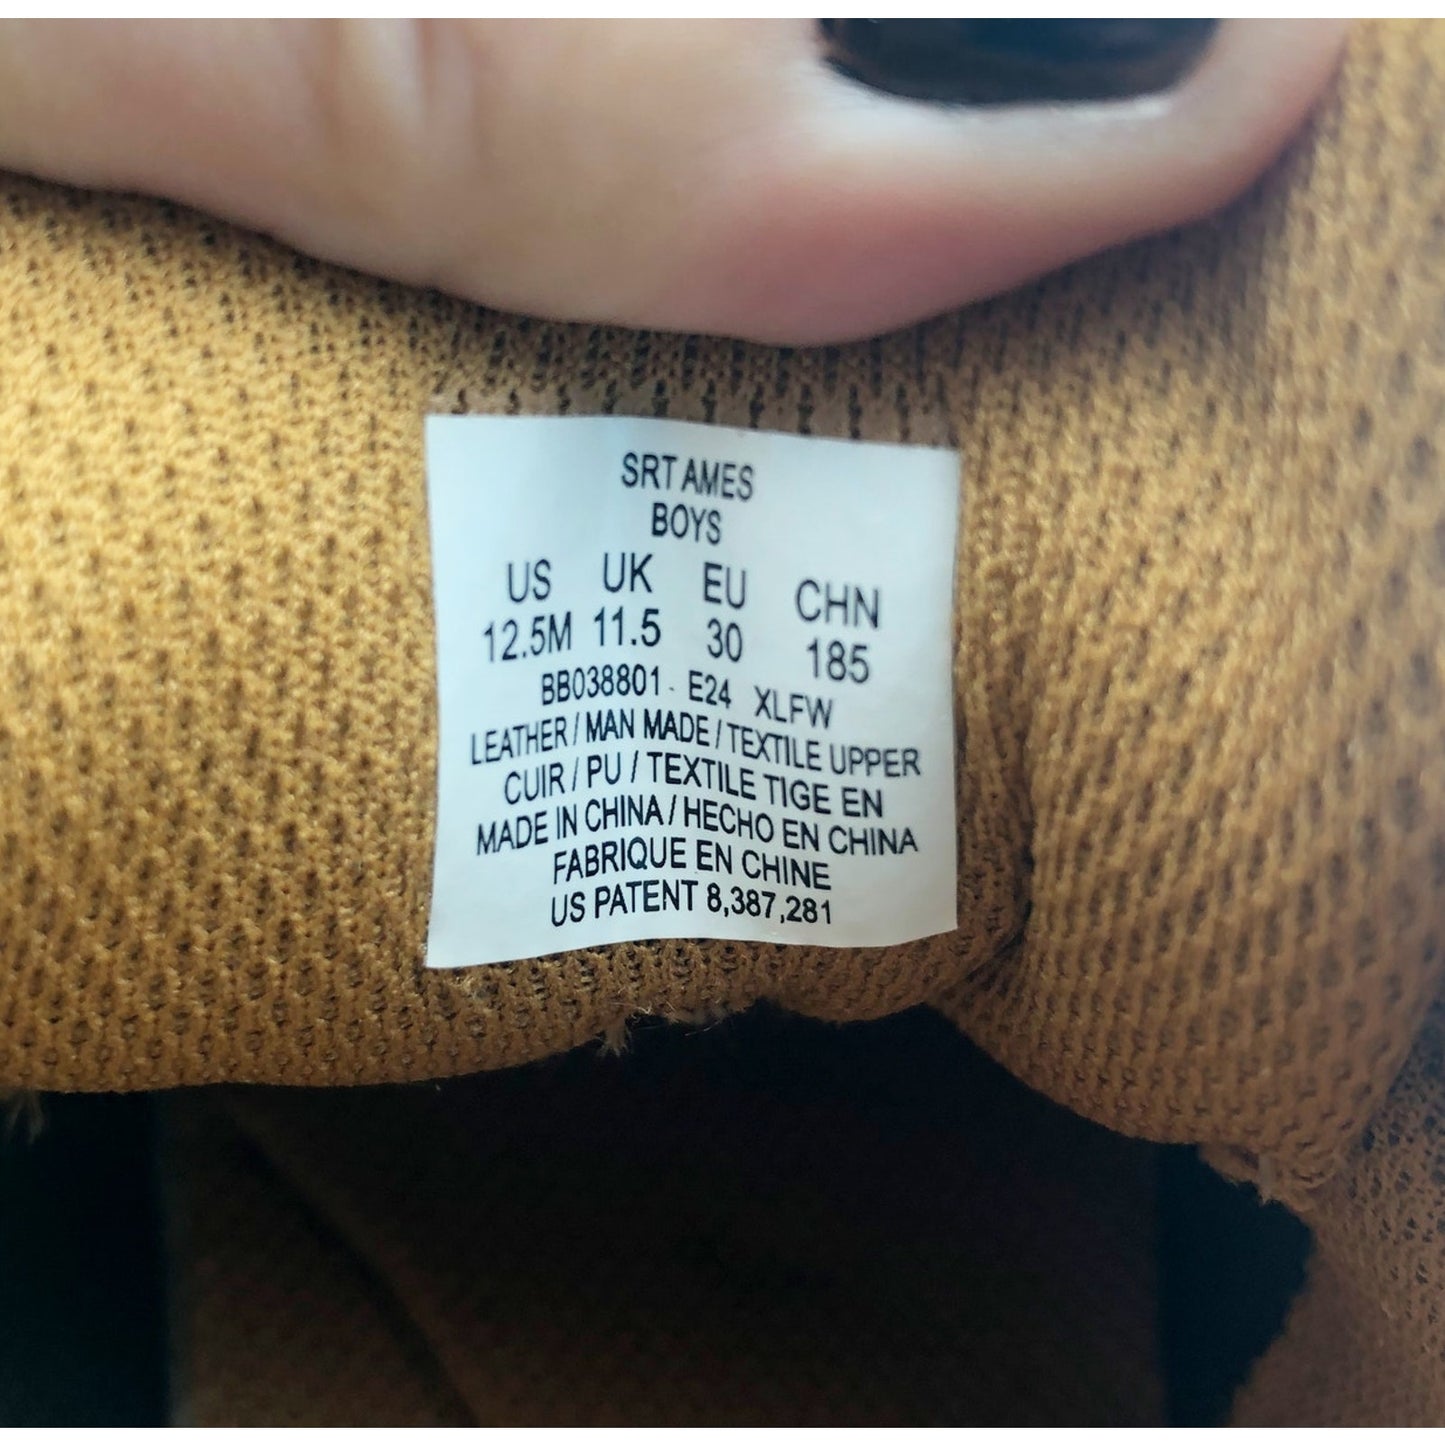 SRT AMES
BOYS
US UK EU CHN
12.5M 11.5 30 185
BB038801 - E24 XLFW
LEATHER / MAN MADE / TEXTILE UPPER
CUIR / PU / TEXTILE TIGE EN
MADE IN CHINA / HECHO EN CHINA
FABRIQUE EN CHINE
US PATENT 8,387,281